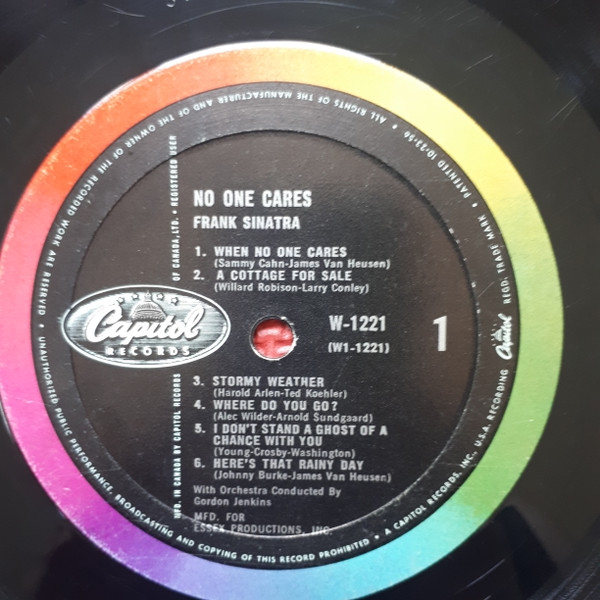 NO ONE CARES
FRANK SINATRA
1. WHEN NO ONE CARES
(Sammy Cahn-James Van Heusen)
2. A COTTAGE FOR SALE
(Willard Robison-Larry Conley)
Capitol
RECORDS
W-1221
(W1-1221)
1
3. STORMY WEATHER
(Harold Arlen-Ted Koehler)
4. WHERE DO YOU GO?
(Alec Wilder-Arnold Sundgaard)
5. I DON'T STAND A GHOST OF A
CHANCE WITH YOU
(Young-Crosby-Washington)
6. HERE'S THAT RAINY DAY
(Johnny Burke-James Van Heusen)
With Orchestra Conducted By
Gordon Jenkins
MFD. FOR
ESSEX PRODUCTIONS, INC.
MFD. IN CANADA BY CAPITOL RECORDS OF CANADA, LTD. • REGISTERED USER
• ALL RIGHTS OF THE MANUFACTURER AND OF THE OWNER OF THE RECORDED WORK ARE RESERVED • UNAUTHORIZED PUBLIC PERFORMANCE, BROADCASTING AND COPYING OF THIS RECORD PROHIBITED • A CAPITOL RECORDS, INC., U.S.A. RECORDING
Capitol REGD. TRADE MARK • PATENTED 10-23-56